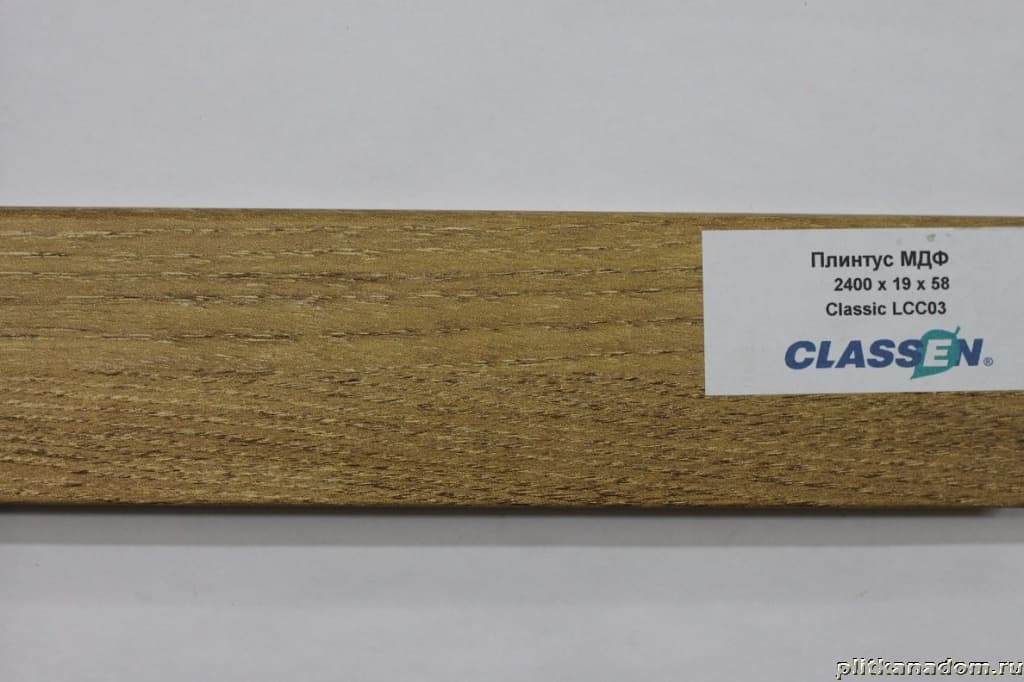 Плинтус МДФ
2400 x 19 x 58
Classic LCC03
CLASSEN®
plitkanadom.ru